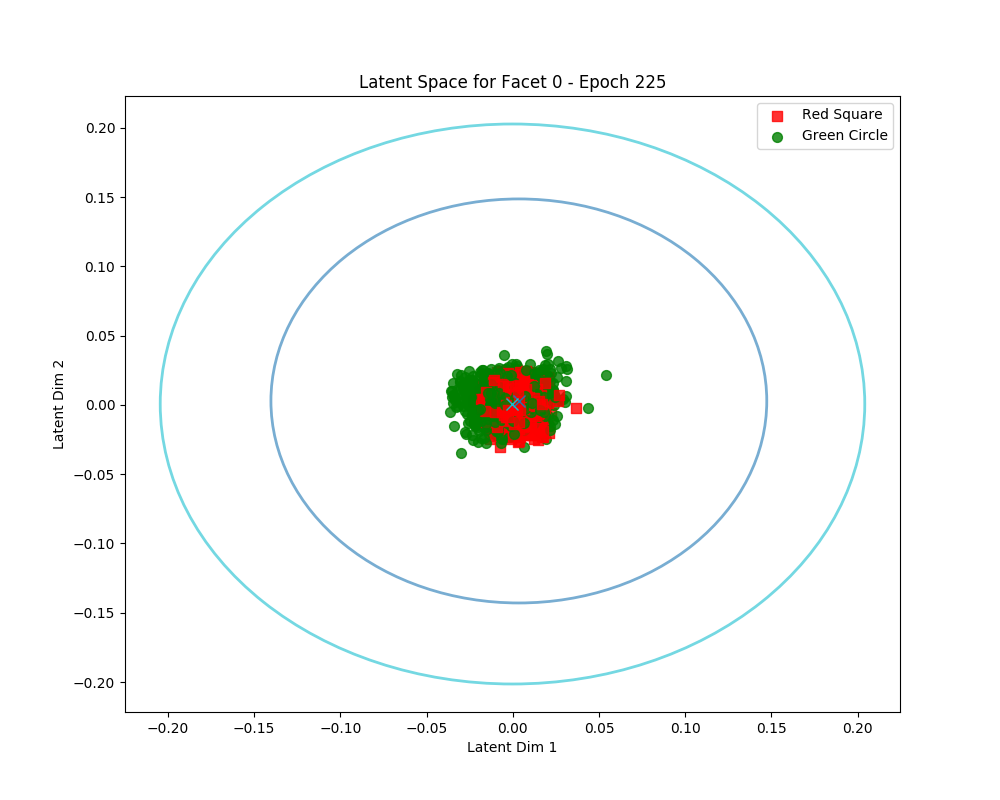 Latent Space for Facet 0 - Epoch 225
Red Square
Green Circle
0.20
0.15
0.10
0.05
0.00
−0.05
−0.10
−0.15
−0.20
Latent Dim 2
−0.20 −0.15 −0.10 −0.05 0.00 0.05 0.10 0.15 0.20
Latent Dim 1